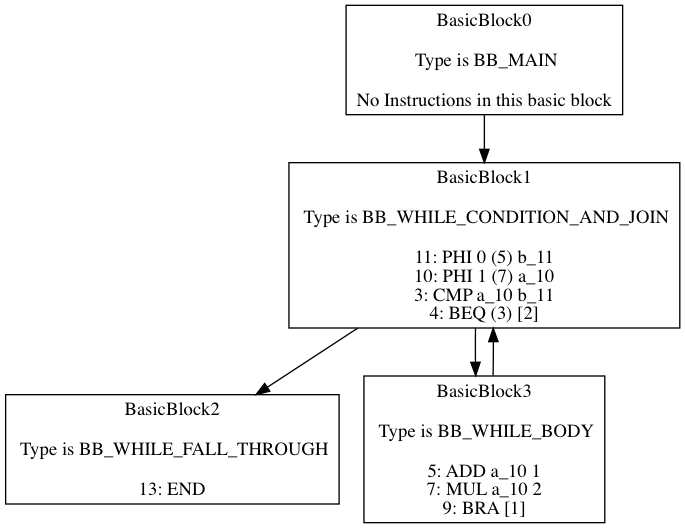 BasicBlock0
Type is BB_MAIN
No Instructions in this basic block
BasicBlock1
Type is BB_WHILE_CONDITION_AND_JOIN
11: PHI 0 (5) b_11
10: PHI 1 (7) a_10
3: CMP a_10 b_11
4: BEQ (3) [2]
BasicBlock2
Type is BB_WHILE_FALL_THROUGH
13: END
BasicBlock3
Type is BB_WHILE_BODY
5: ADD a_10 1
7: MUL a_10 2
9: BRA [1]